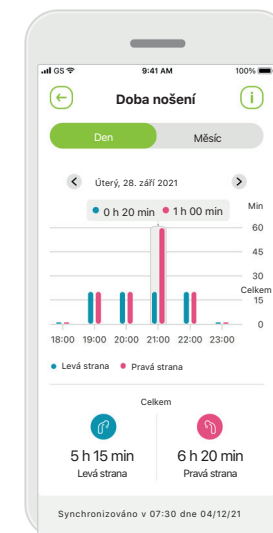 GS 9:41 AM 100%
Doba nošení
Den Měsíc
Úterý, 28. září 2021
0 h 20 min 1 h 00 min Min
60
45
30
Celkem
15
0
18:00 19:00 20:00 21:00 22:00 23:00
Levá strana Pravá strana
Celkem
5 h 15 min 6 h 20 min
Levá strana Pravá strana
Synchronizováno v 07:30 dne 04/12/21